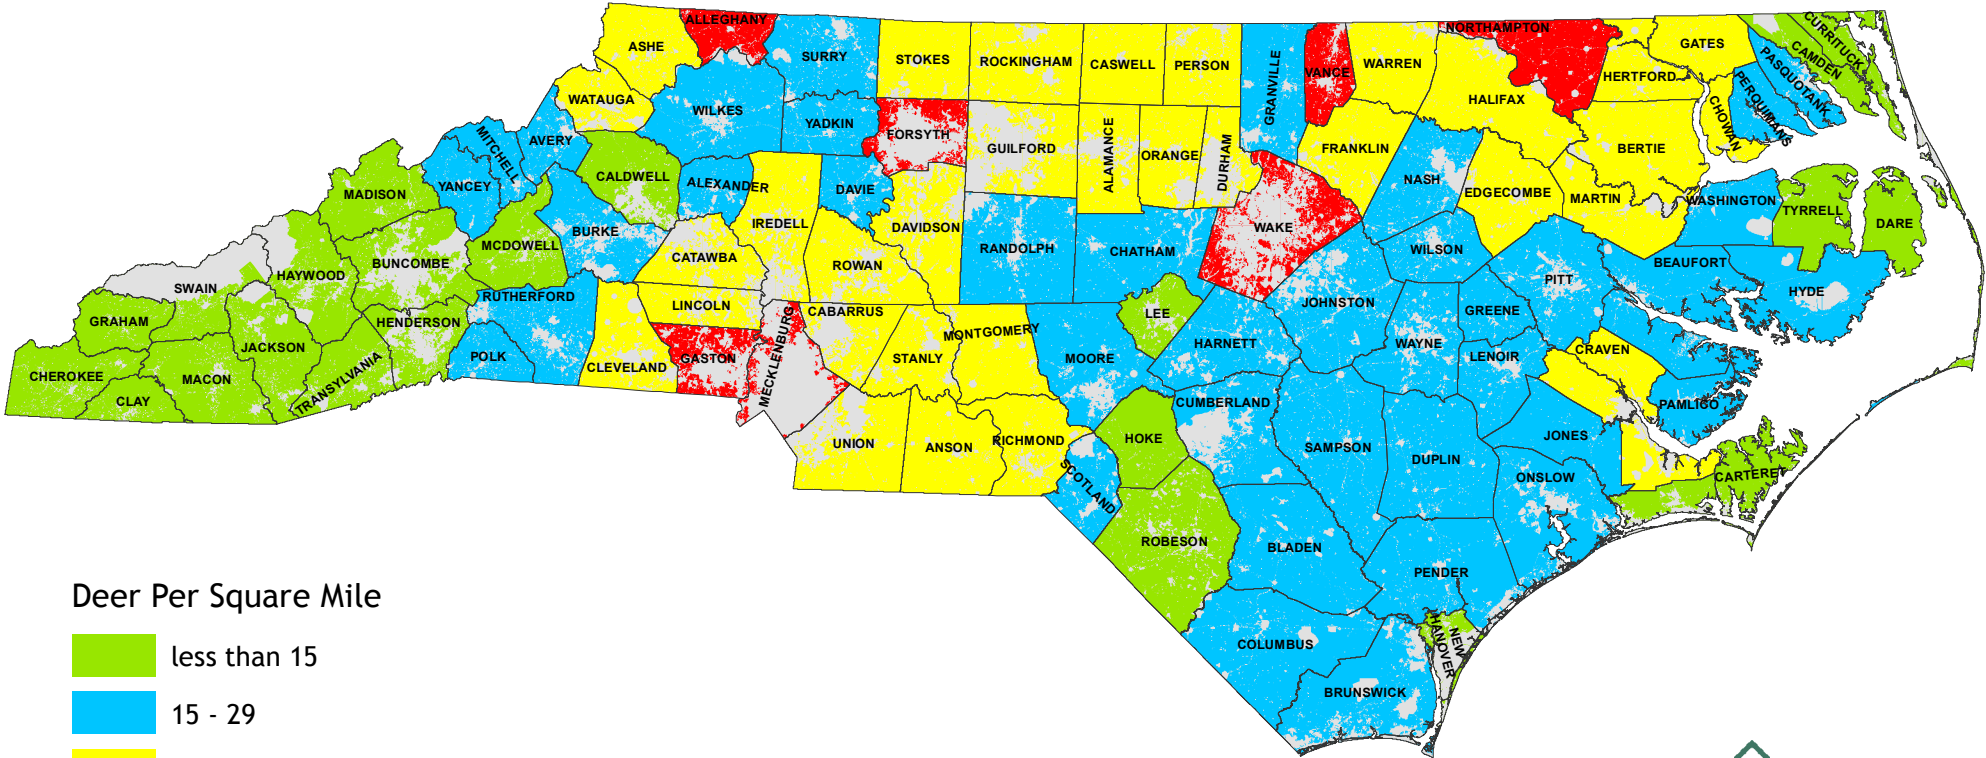 ALLEGHANY
NORTHAMPTON
CURRITUCK
ASHE
SURRY
STOKES
ROCKINGHAM
CASWELL
PERSON
GRANVILLE
VANCE
WARREN
GATES
CAMDEN
PASQUOTANK
PERQUIMANS
HERTFORD
WATAUGA
WILKES
YADKIN
FORSYTH
GUILFORD
ALAMANCE
ORANGE
DURHAM
FRANKLIN
HALIFAX
CHOWAN
BERTIE
MITCHELL
AVERY
MADISON
YANCEY
CALDWELL
ALEXANDER
DAVIE
IREDELL
DAVIDSON
NASH
EDGECOMBE
MARTIN
WASHINGTON
TYRRELL
DARE
WAKE
MCDOWELL
BURKE
CATAWBA
ROWAN
RANDOLPH
CHATHAM
WILSON
PITT
BEAUFORT
HYDE
BUNCOMBE
HAYWOOD
SWAIN
RUTHERFORD
LINCOLN
CABARRUS
MONTGOMERY
LEE
JOHNSTON
GREENE
GRAHAM
HENDERSON
JACKSON
POLK
GASTON
MECKLENBURG
STANLY
MOORE
HARNETT
WAYNE
LENOIR
CRAVEN
CHEROKEE
MACON
TRANSYLVANIA
CLEVELAND
CLAY
CUMBERLAND
PAMLICO
UNION
ANSON
RICHMOND
HOKE
SCOTLAND
SAMPSON
DUPLIN
JONES
ONSLOW
CARTERET
ROBESON
BLADEN
PENDER
NEW
HANOVER
COLUMBUS
BRUNSWICK
Deer Per Square Mile
less than 15
15 - 29